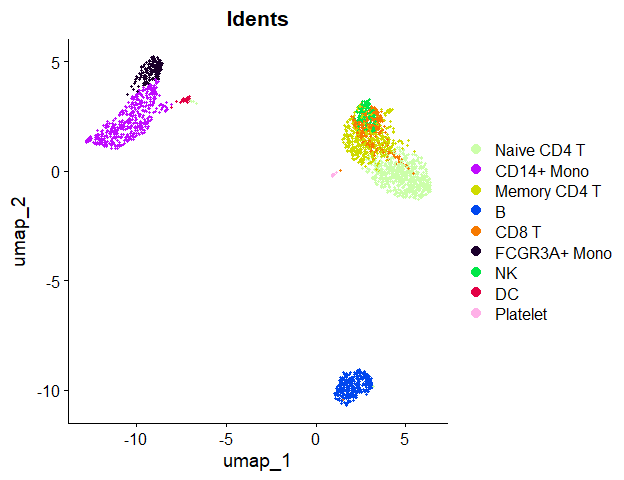 Idents
5
0
-5
-10
umap_2
-10
-5
0
5
umap_1
Naive CD4 T
CD14+ Mono
Memory CD4 T
B
CD8 T
FCGR3A+ Mono
NK
DC
Platelet